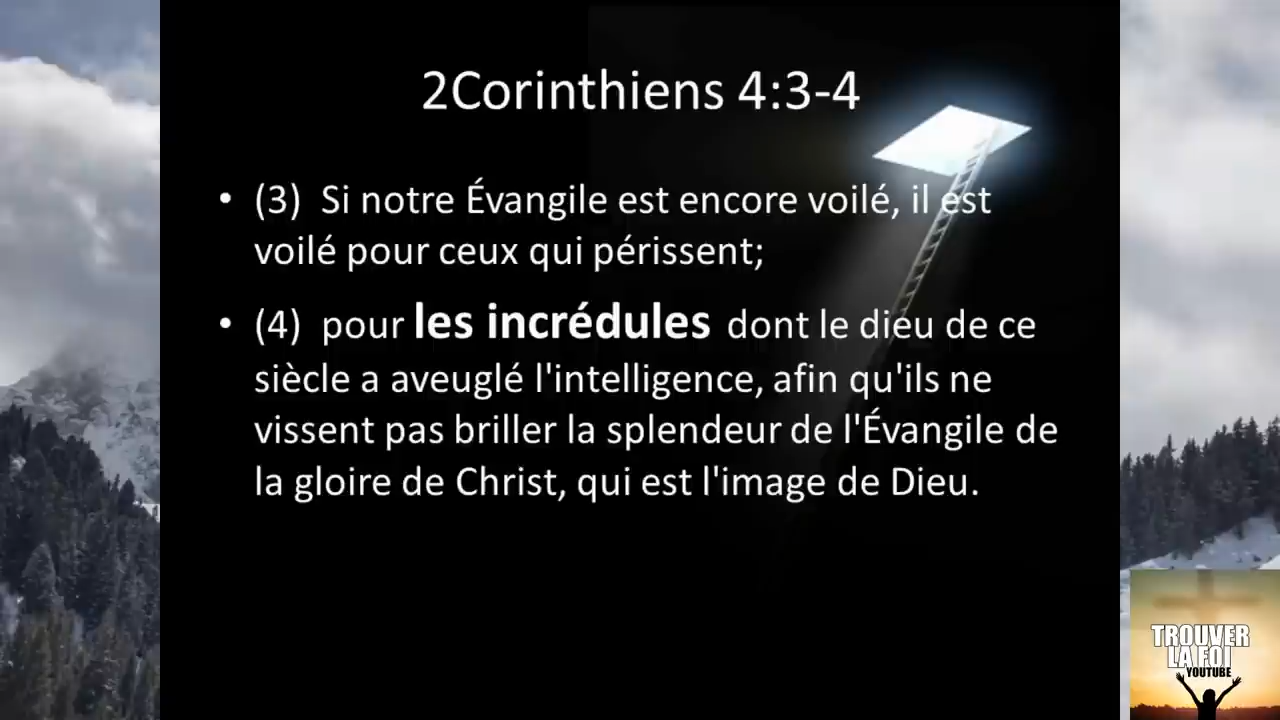 2Corinthiens 4:3-4
• (3) Si notre Évangile est encore voilé, il est
voilé pour ceux qui périssent;
• (4) pour les incrédules dont le dieu de ce
siècle a aveuglé l'intelligence, afin qu'ils ne
vissent pas briller la splendeur de l'Évangile de
la gloire de Christ, qui est l'image de Dieu.
TROUVER
LA FOI
YOUTUBE